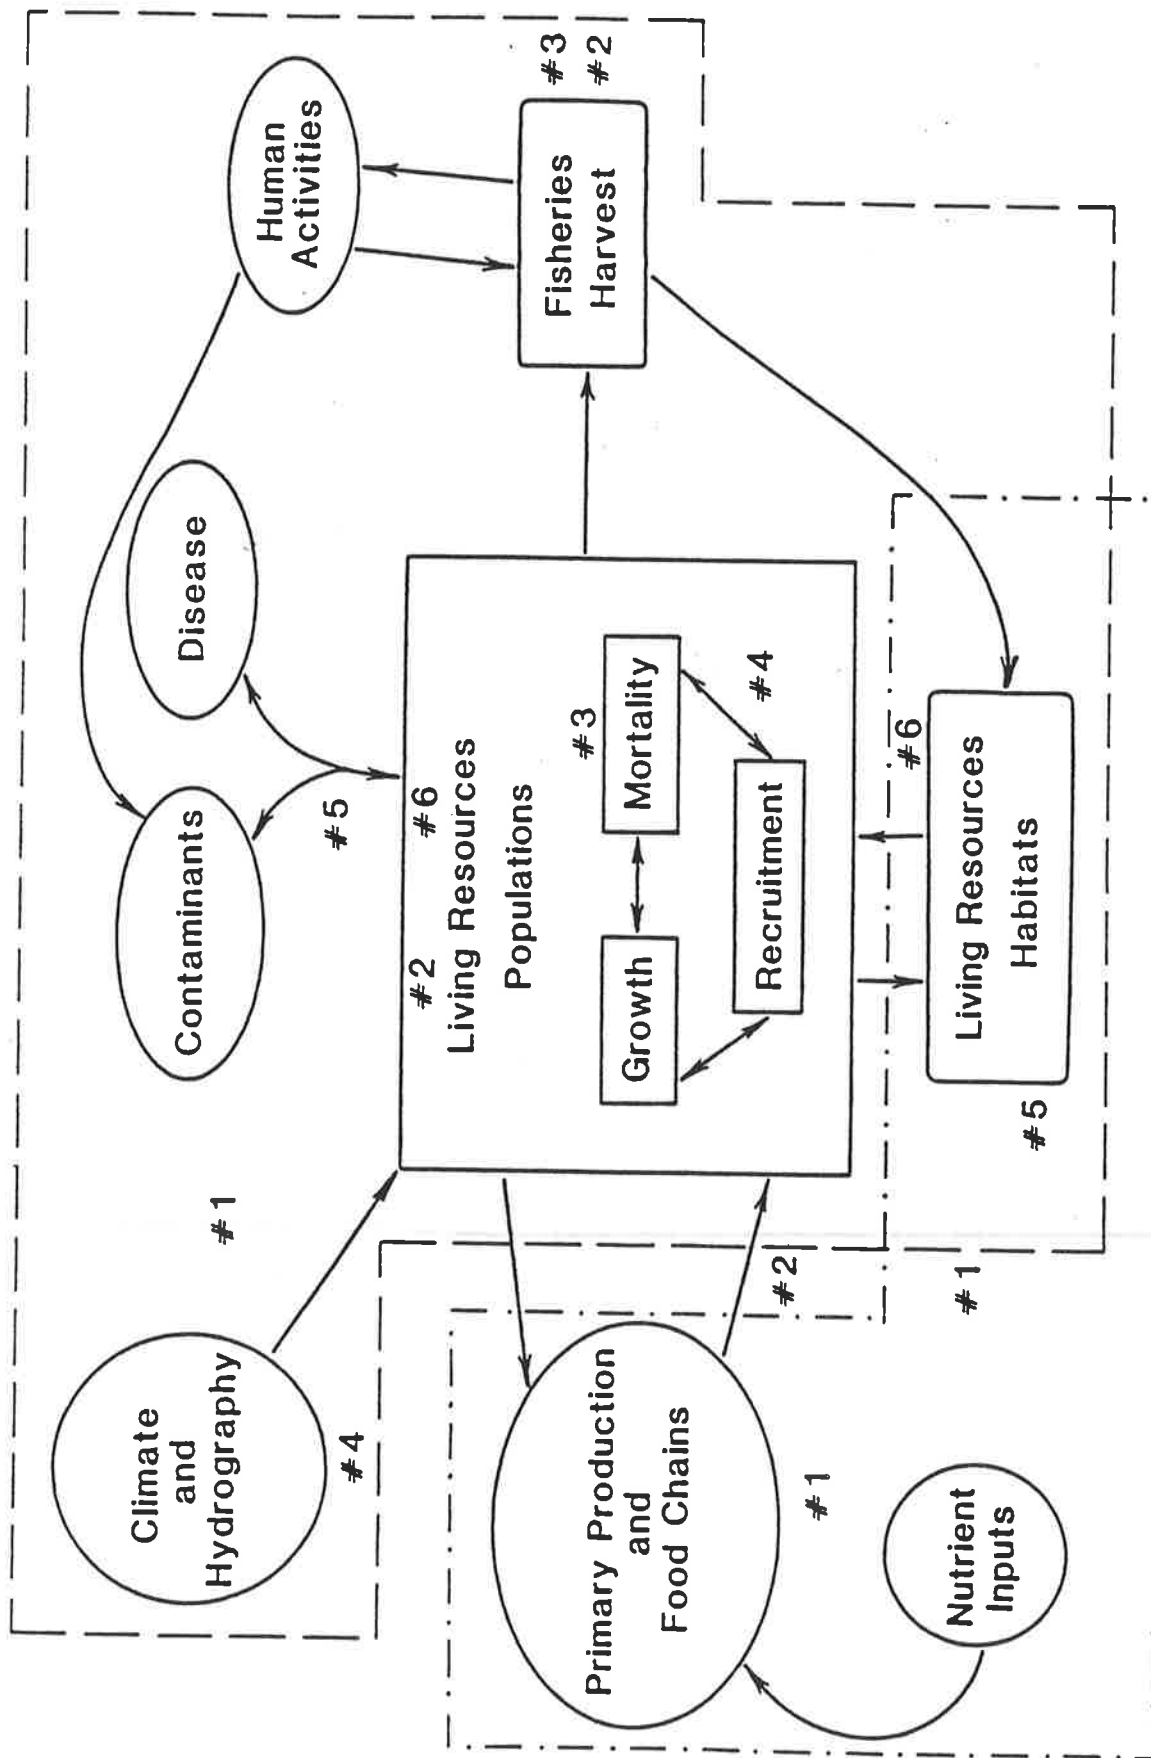 Climate
and
Hydrography
#4
#1
Contaminants
Disease
#5
Human
Activities
#2
#6
Living Resources
Populations
Growth
#3
Mortality
Recruitment
#4
Fisheries
Harvest
#3
#2
Primary Production
and
Food Chains
#1
#2
Nutrient
Inputs
#1
#6
Living Resources
Habitats
#5